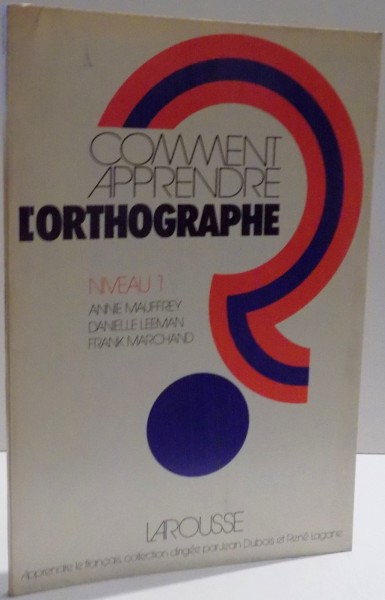 COMMENT
APPRENDRE
L'ORTHOGRAPHE
NIVEAU 1
ANNIE MAUFFREY
DANIELLE LEEMAN
FRANK MARCHAND
LAROUSSE
Apprendre le français collection dirigée par Jean Dubois et René Lagane